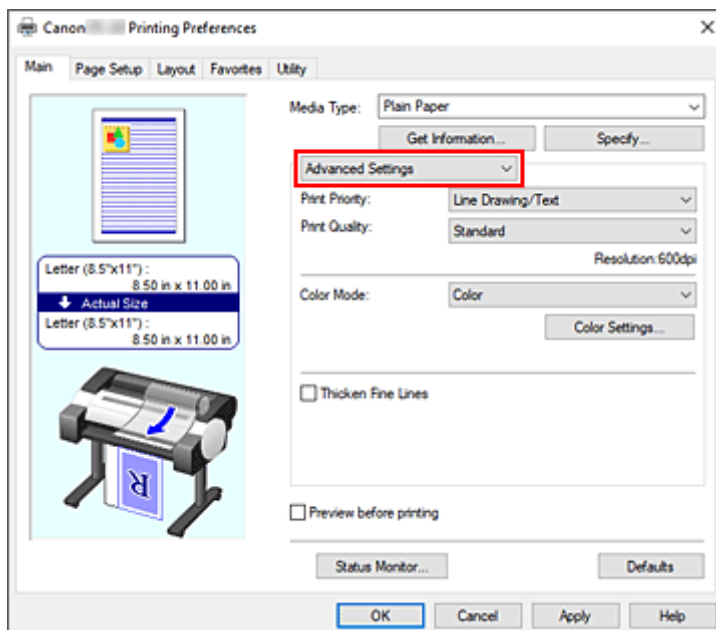 Canon Printing Preferences
Main Page Setup Layout Favorites Utility
Media Type: Plain Paper
Get Information... Specify...
Advanced Settings
Print Priority: Line Drawing/Text
Print Quality: Standard
Resolution:600dpi
Color Mode: Color
Color Settings...
Thicken Fine Lines
Letter (8.5"x11") :
8.50 in x 11.00 in
Actual Size
Letter (8.5"x11") :
8.50 in x 11.00 in
R
Preview before printing
Status Monitor... Defaults
OK Cancel Apply Help